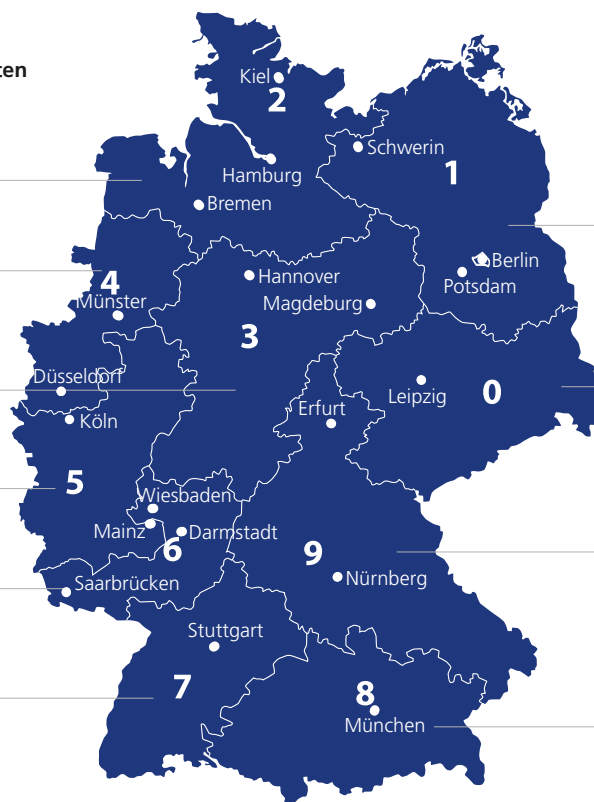 ten
Kiel
2
Schwerin
1
Hamburg
Bremen
Berlin
Hannover
4
Potsdam
Münster
Magdeburg
3
Düsseldorf
Leipzig
0
Erfurt
Köln
5
Wiesbaden
Mainz
Darmstadt
6
9
Saarbrücken
Nürnberg
Stuttgart
7
8
München